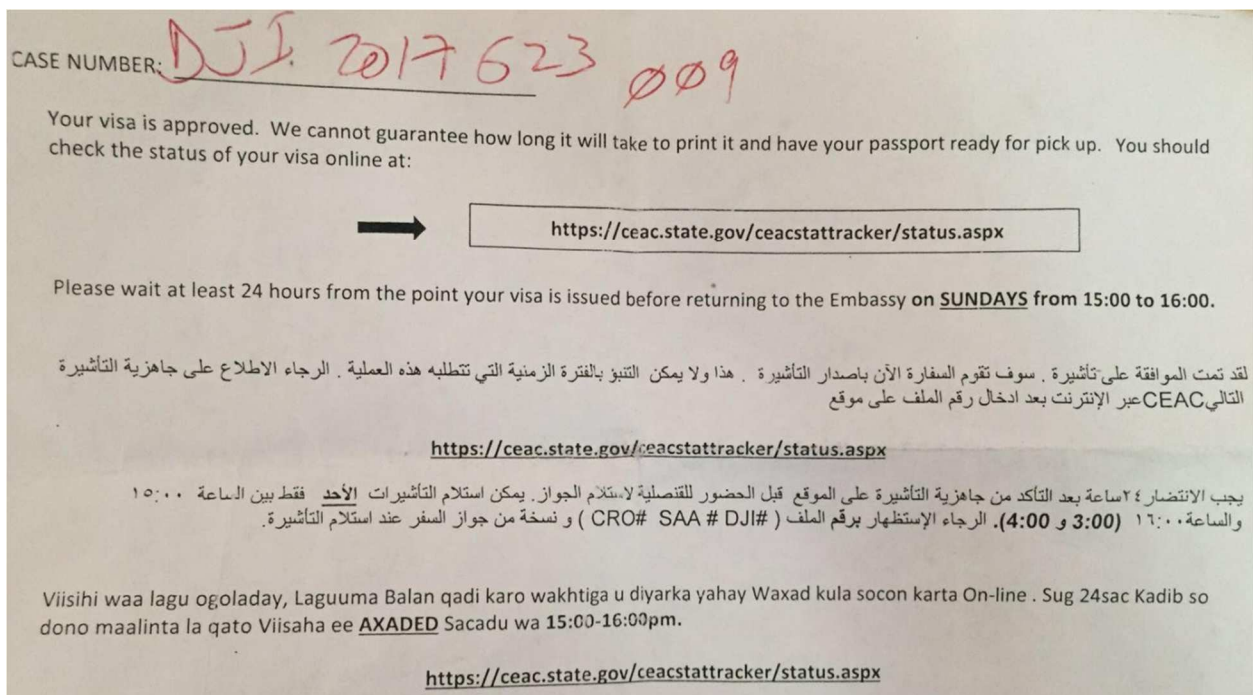 CASE NUMBER: DJI. 2017 623 ØØ9
Your visa is approved. We cannot guarantee how long it will take to print it and have your passport ready for pick up. You should
check the status of your visa online at:
https://ceac.state.gov/ceacstattracker/status.aspx
Please wait at least 24 hours from the point your visa is issued before returning to the Embassy on SUNDAYS from 15:00 to 16:00.
لقد تمت الموافقة على تأشيرة . سوف تقوم السفارة الآن باصدار التأشيرة . هذا ولا يمكن التنبؤ بالفترة الزمنية التي تتطلبه هذه العملية . الرجاء الاطلاع على جاهزية التأشيرة
التاليCEACعبر الإنترنت بعد ادخال رقم الملف على موقع
https://ceac.state.gov/ceacstattracker/status.aspx
يجب الانتضار ٢٤ساعة بعد التأكد من جاهزية التأشيرة على الموقع قبل الحضور للقنصلية لاستلام الجواز. يمكن استلام التأشيرات الأحد فقط بين الساعة ١٥:٠٠
والساعة١٦:٠٠ (3:00 و 4:00). الرجاء الإستظهار برقم الملف ( #CRO# SAA # DJI ) و نسخة من جواز السفر عند استلام التأشيرة.
Viisihi waa lagu ogoladay, Laguuma Balan qadi karo wakhtiga u diyarka yahay Waxad kula socon karta On-line . Sug 24sac Kadib so
dono maalinta la qato Viisaha ee AXADED Sacadu wa 15:00-16:00pm.
https://ceac.state.gov/ceacstattracker/status.aspx